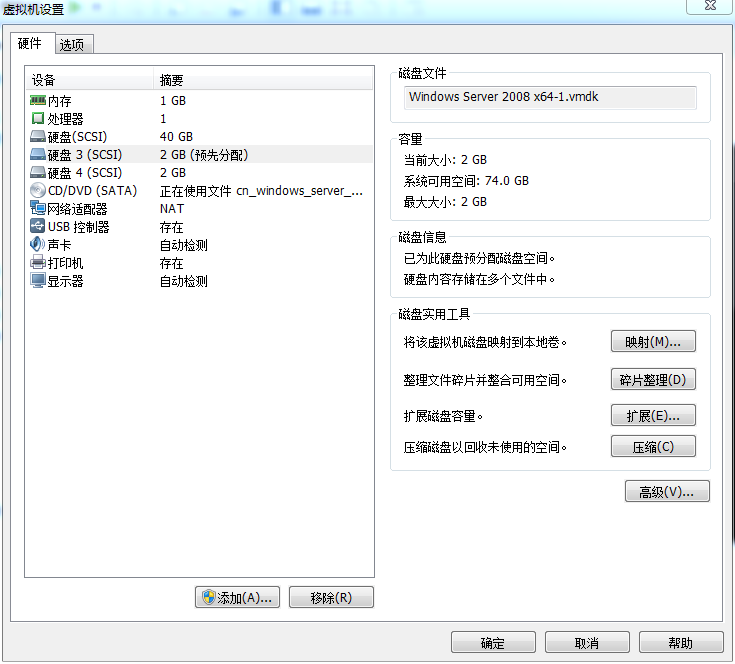 虚拟机设置
硬件 选项
设备 摘要
内存 1 GB
处理器 1
硬盘(SCSI) 40 GB
硬盘 3 (SCSI) 2 GB (预先分配)
硬盘 4 (SCSI) 2 GB
CD/DVD (SATA) 正在使用文件 cn_windows_server_...
网络适配器 NAT
USB 控制器 存在
声卡 自动检测
打印机 存在
显示器 自动检测
添加(A)... 移除(R)
磁盘文件
Windows Server 2008 x64-1.vmdk
容量
当前大小: 2 GB
系统可用空间: 74.0 GB
最大大小: 2 GB
磁盘信息
已为此硬盘预分配磁盘空间。
硬盘内容存储在多个文件中。
磁盘实用工具
将该虚拟机磁盘映射到本地卷。 映射(M)...
整理文件碎片并整合可用空间。 碎片整理(D)
扩展磁盘容量。 扩展(E)...
压缩磁盘以回收未使用的空间。 压缩(C)
高级(V)...
确定 取消 帮助